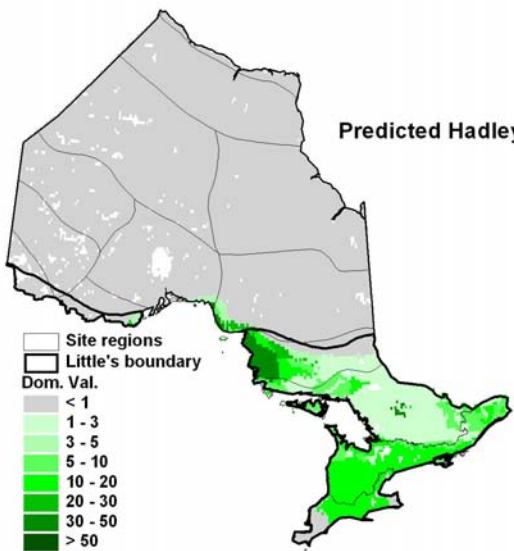 Predicted Hadley
Site regions
Little's boundary
Dom. Val.
< 1
1 - 3
3 - 5
5 - 10
10 - 20
20 - 30
30 - 50
> 50